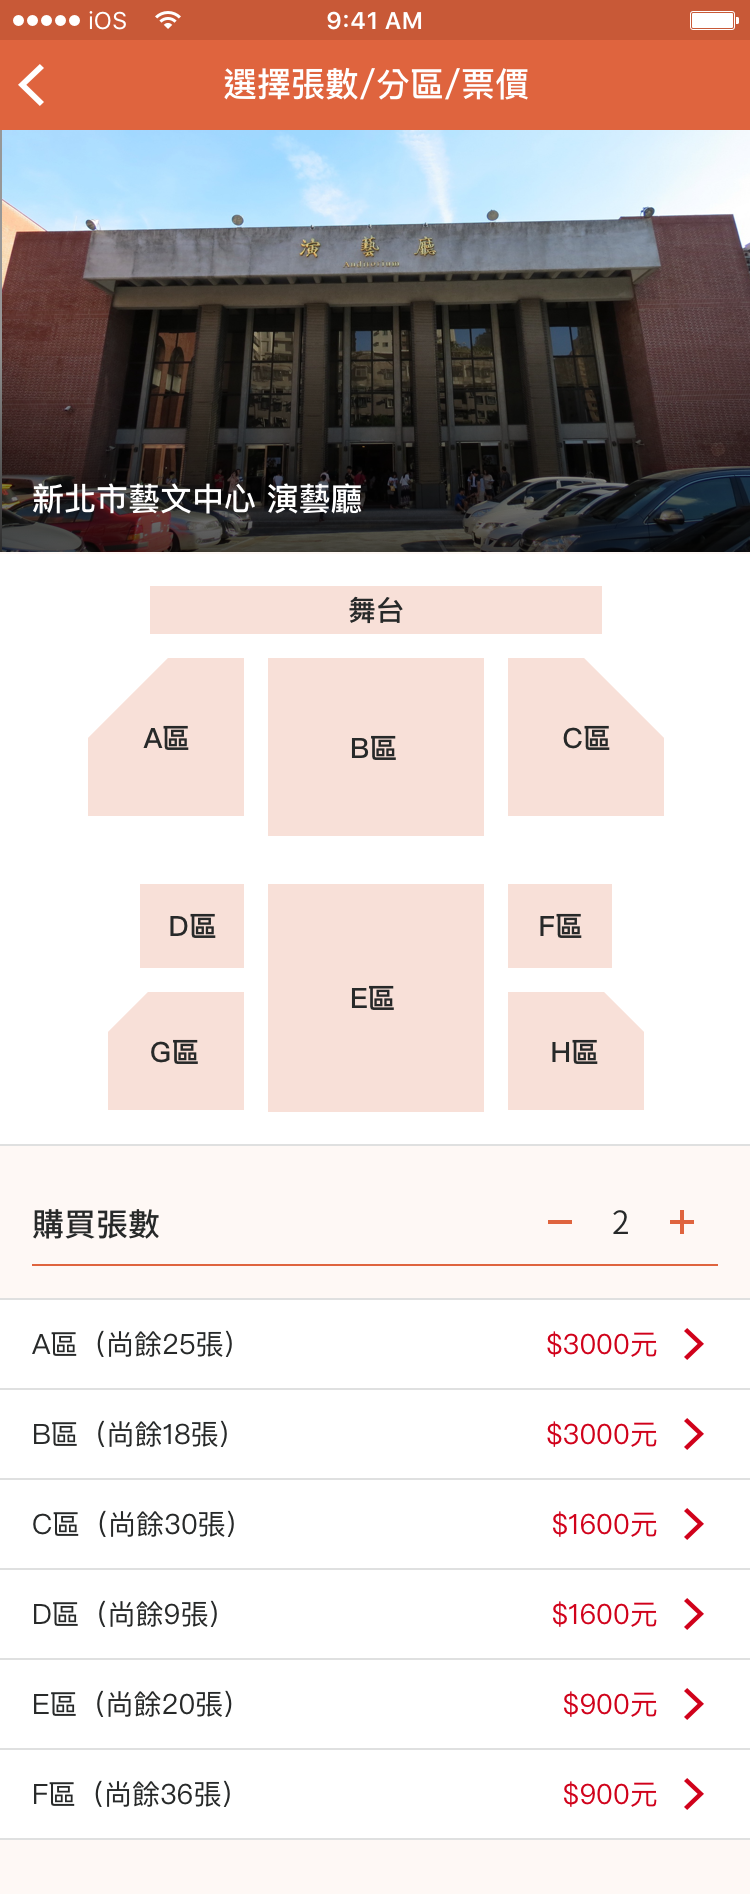 iOS 9:41 AM
選擇張數/分區/票價
演 藝 廳
Auditorium
新北市藝文中心 演藝廳
舞台
A區 B區 C區
D區 E區 F區
G區 H區
購買張數 − 2 +
A區（尚餘25張） $3000元
B區（尚餘18張） $3000元
C區（尚餘30張） $1600元
D區（尚餘9張） $1600元
E區（尚餘20張） $900元
F區（尚餘36張） $900元